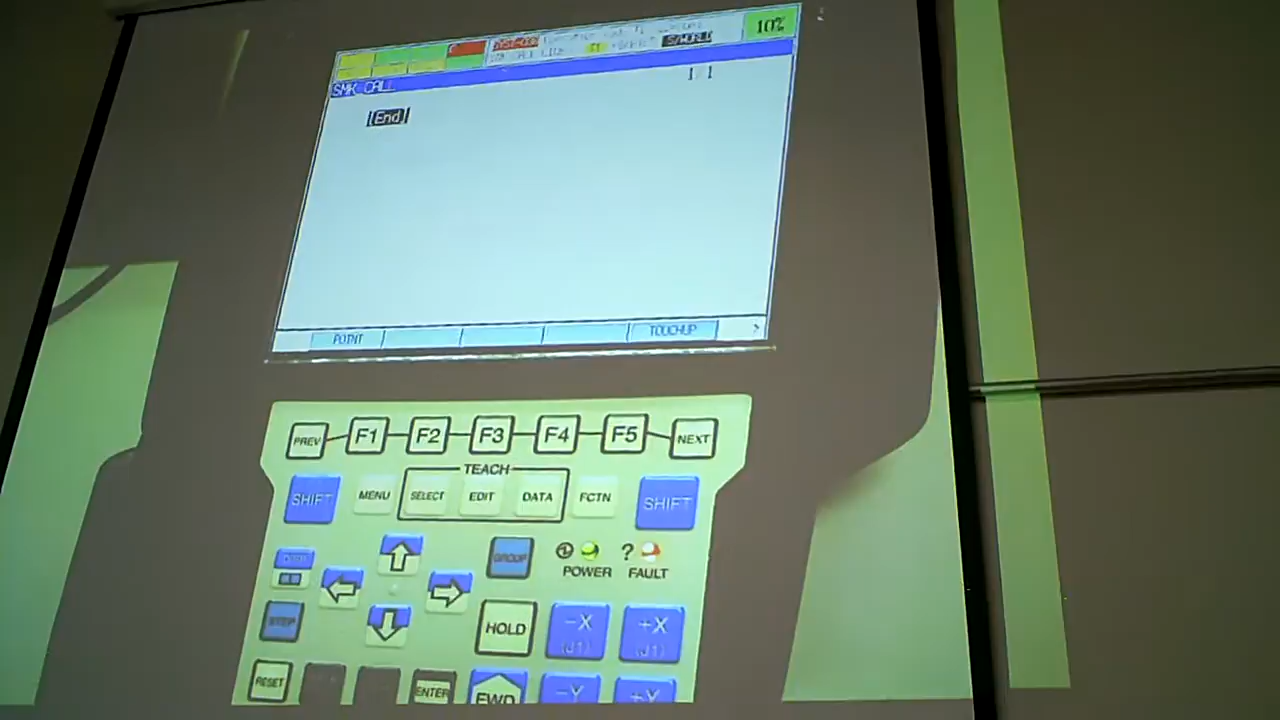 10%
S/WORLD
SMK_CALL
1/1
[End]
POINT
TOUCHUP
>
PREV
F1
F2
F3
F4
F5
NEXT
TEACH
SHIFT
MENU
SELECT
EDIT
DATA
FCTN
SHIFT
GROUP
?
POWER
FAULT
STEP
HOLD
-X
(J1)
+X
(J1)
RESET
ENTER
FWD
-Y
+Y